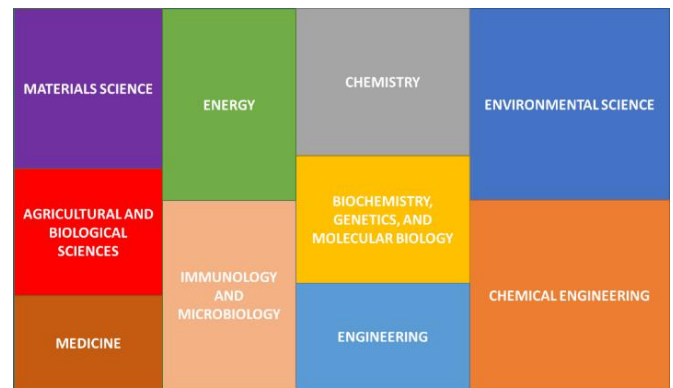 MATERIALS SCIENCE
AGRICULTURAL AND
BIOLOGICAL
SCIENCES
MEDICINE
ENERGY
IMMUNOLOGY
AND
MICROBIOLOGY
CHEMISTRY
BIOCHEMISTRY,
GENETICS, AND
MOLECULAR BIOLOGY
ENGINEERING
ENVIRONMENTAL SCIENCE
CHEMICAL ENGINEERING